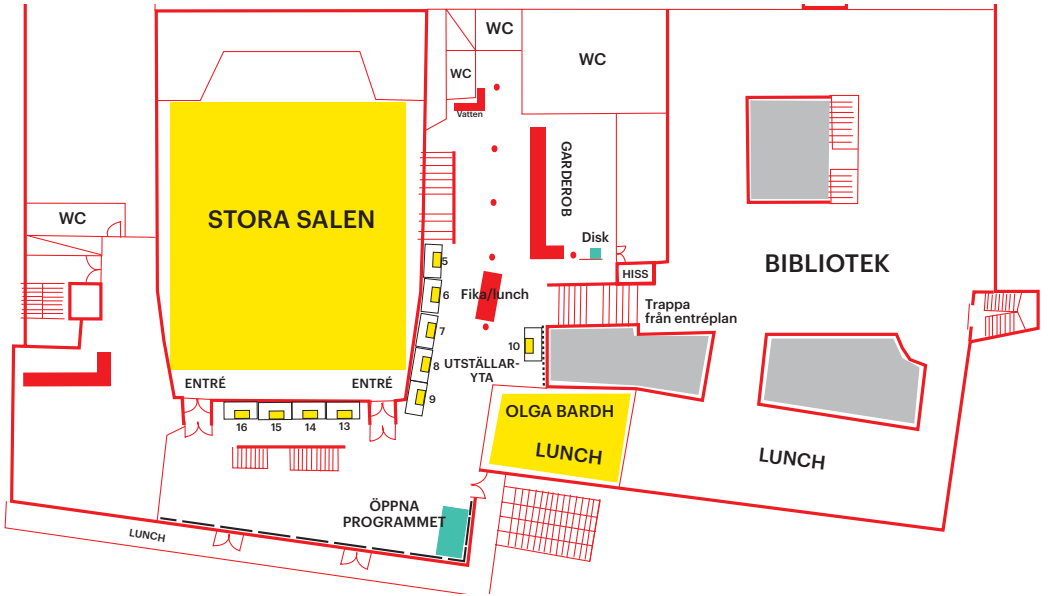 WC
WC
WC
Vatten
GARDEROB
WC
STORA SALEN
Disk
HISS
BIBLIOTEK
5
6
Fika/lunch
Trappa
från entréplan
7
10
8
UTSTÄLLAR-
YTA
ENTRÉ
ENTRÉ
9
16
15
14
13
OLGA BARDH
LUNCH
LUNCH
ÖPPNA
PROGRAMMET
LUNCH